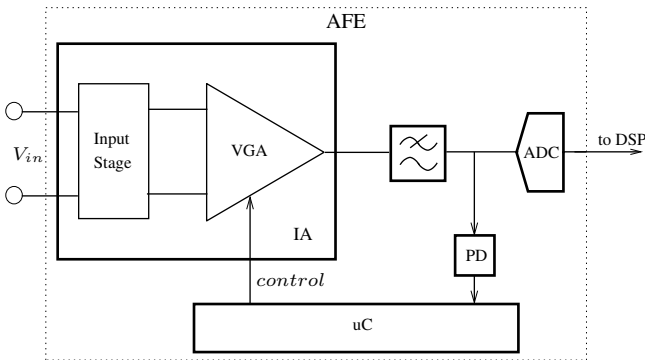 AFE
Input
Stage
VGA
V_in
ADC
to DSP
IA
PD
control
uC